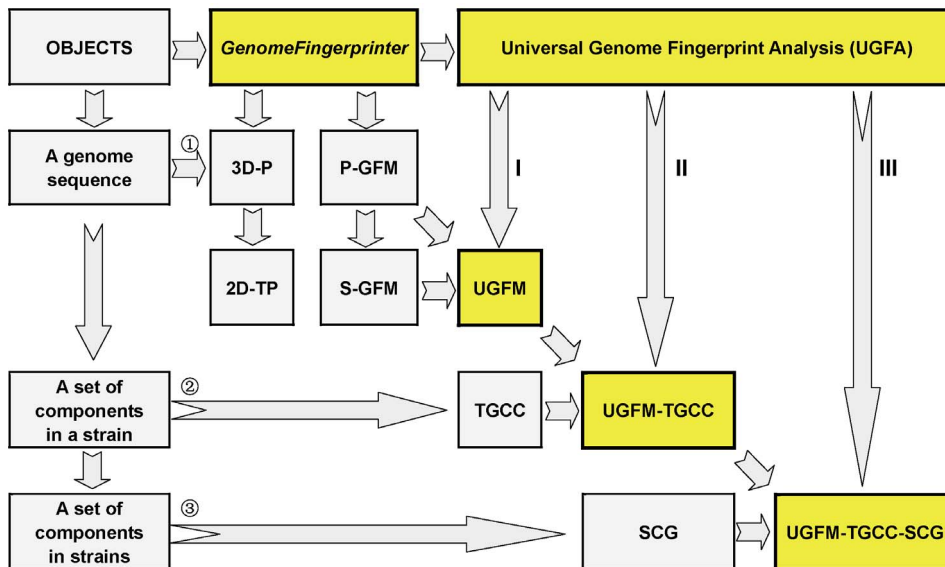 OBJECTS
GenomeFingerprinter
Universal Genome Fingerprint Analysis (UGFA)
A genome
sequence
①
3D-P
P-GFM
I
II
III
2D-TP
S-GFM
UGFM
A set of
components
in a strain
②
TGCC
UGFM-TGCC
A set of
components
in strains
③
SCG
UGFM-TGCC-SCG